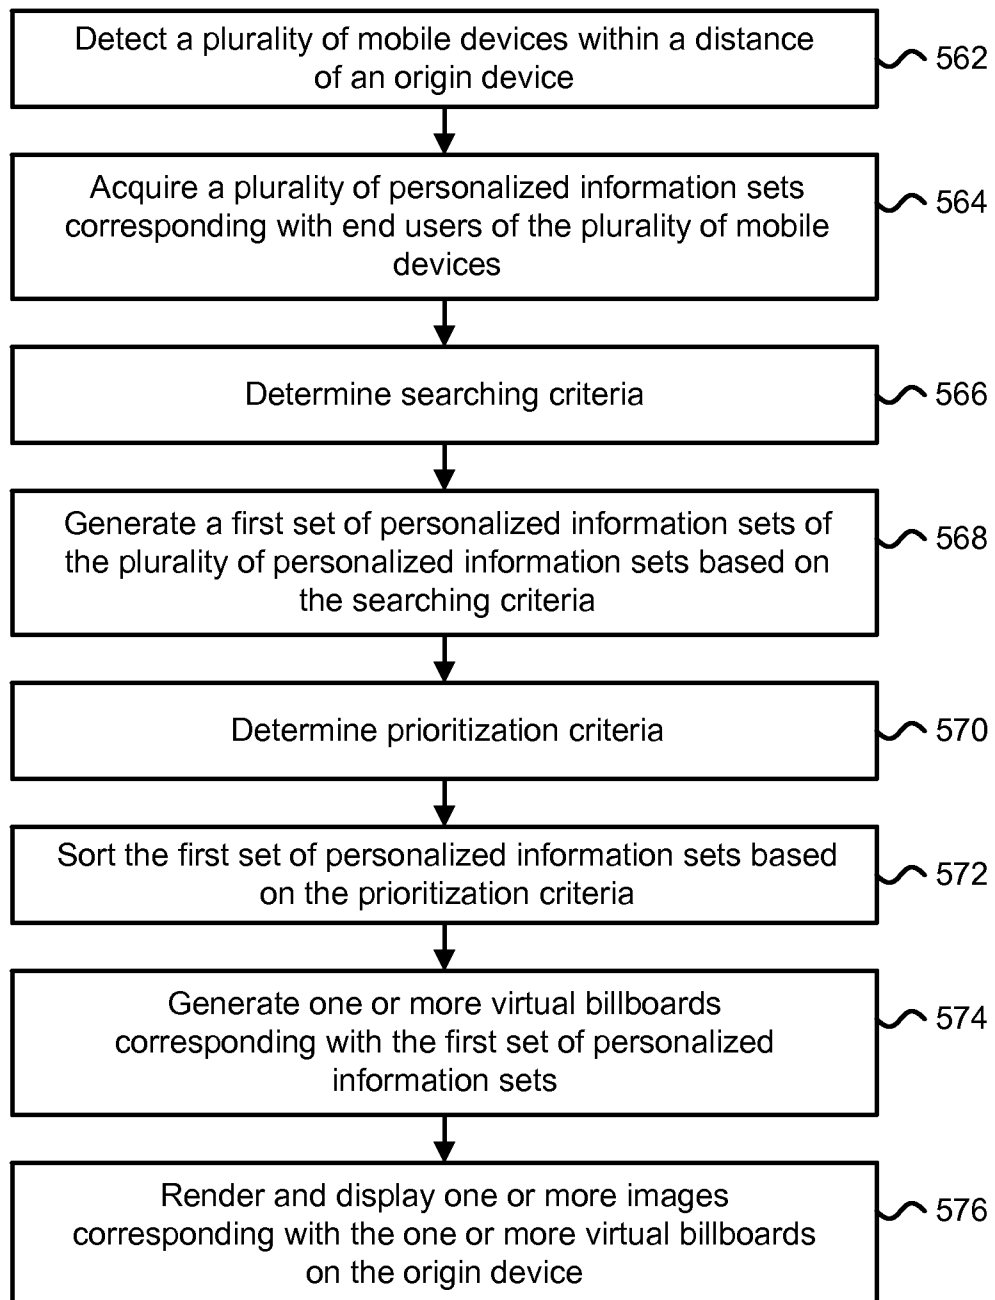 Detect a plurality of mobile devices within a distance
of an origin device
562
Acquire a plurality of personalized information sets
corresponding with end users of the plurality of mobile
devices
564
Determine searching criteria
566
Generate a first set of personalized information sets of
the plurality of personalized information sets based on
the searching criteria
568
Determine prioritization criteria
570
Sort the first set of personalized information sets based
on the prioritization criteria
572
Generate one or more virtual billboards
corresponding with the first set of personalized
information sets
574
Render and display one or more images
corresponding with the one or more virtual billboards
on the origin device
576